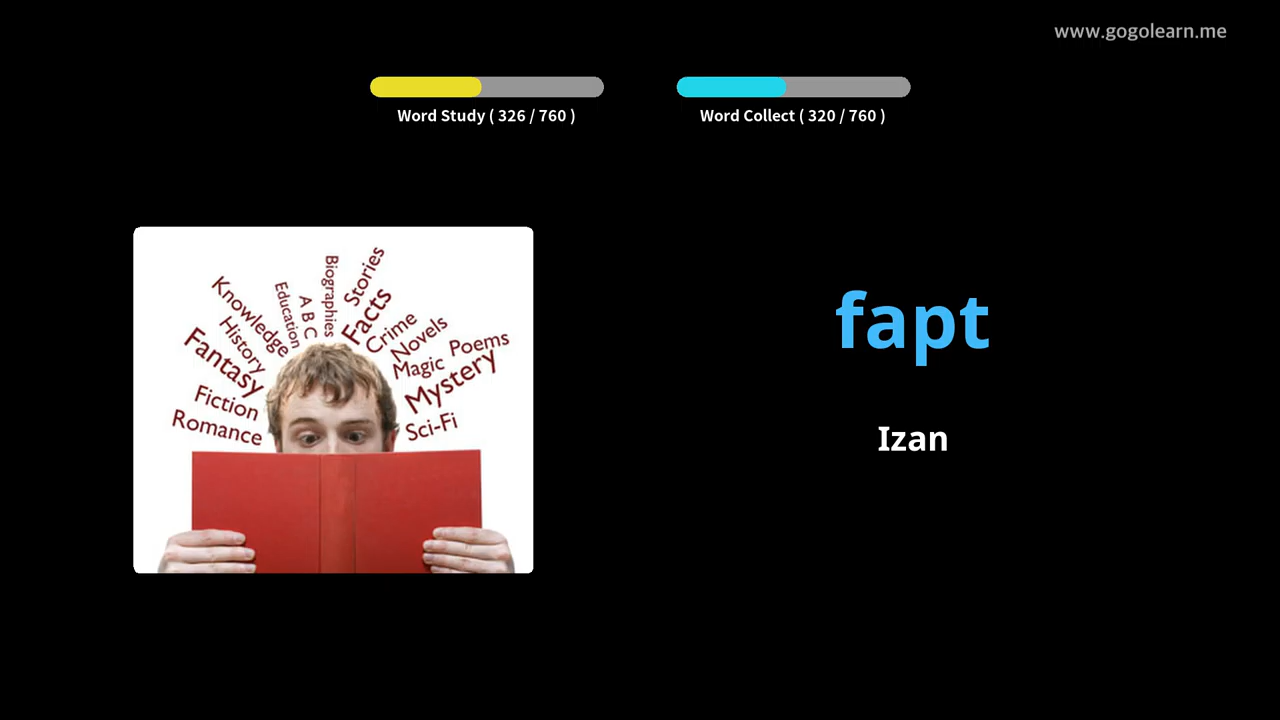 www.gogolearn.me
Word Study ( 326 / 760 )
Word Collect ( 320 / 760 )
Knowledge
Education
A B C
Biographies
Stories
Facts
Crime
Novels
Poems
History
Magic
Fantasy
Mystery
Fiction
Romance
Sci-Fi
fapt
Izan